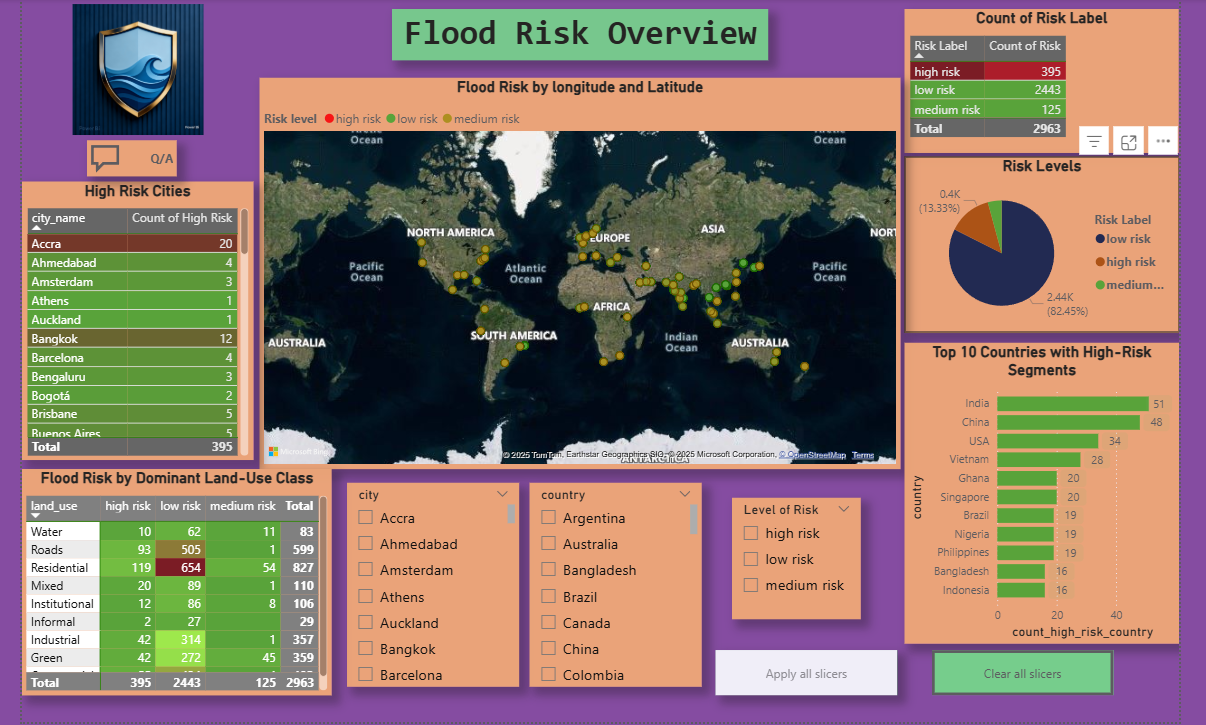 Flood Risk Overview
Q/A
High Risk Cities
city_name Count of High Risk
Accra 20
Ahmedabad 4
Amsterdam 3
Athens 1
Auckland 1
Bangkok 12
Barcelona 4
Bengaluru 3
Bogotá 2
Brisbane 5
Buenos Aires 5
Total 395
Flood Risk by longitude and Latitude
Risk level high risk low risk medium risk
Arctic
Ocean
Ocean
NORTH AMERICA
EUROPE
ASIA
NORT
Pacific
Ocean
Atlantic
Ocean
Pacific
Ocean
AFRICA
SOUTH AMERICA
Indian
Ocean
AUSTRALIA
AUSTRALIA
Microsoft Bing
© 2025 TomTom, Earthstar Geographics SIO, © 2025 Microsoft Corporation, © OpenStreetMap Terms
ANTARCTICA
Count of Risk Label
Risk Label Count of Risk
high risk 395
low risk 2443
medium risk 125
Total 2963
Risk Levels
0.4K
(13.33%)
2.44K
(82.45%)
Risk Label
low risk
high risk
medium...
Top 10 Countries with High-Risk
Segments
country
India 51
China 48
USA 34
Vietnam 28
Ghana 20
Singapore 20
Brazil 19
Nigeria 19
Philippines 19
Bangladesh 16
Indonesia 16
0 20 40
count_high_risk_country
Flood Risk by Dominant Land-Use Class
land_use high risk low risk medium risk Total
Water 10 62 11 83
Roads 93 505 1 599
Residential 119 654 54 827
Mixed 20 89 1 110
Institutional 12 86 8 106
Informal 2 27 29
Industrial 42 314 1 357
Green 42 272 45 359
Total 395 2443 125 2963
city
Accra
Ahmedabad
Amsterdam
Athens
Auckland
Bangkok
Barcelona
country
Argentina
Australia
Bangladesh
Brazil
Canada
China
Colombia
Level of Risk
high risk
low risk
medium risk
Apply all slicers
Clear all slicers